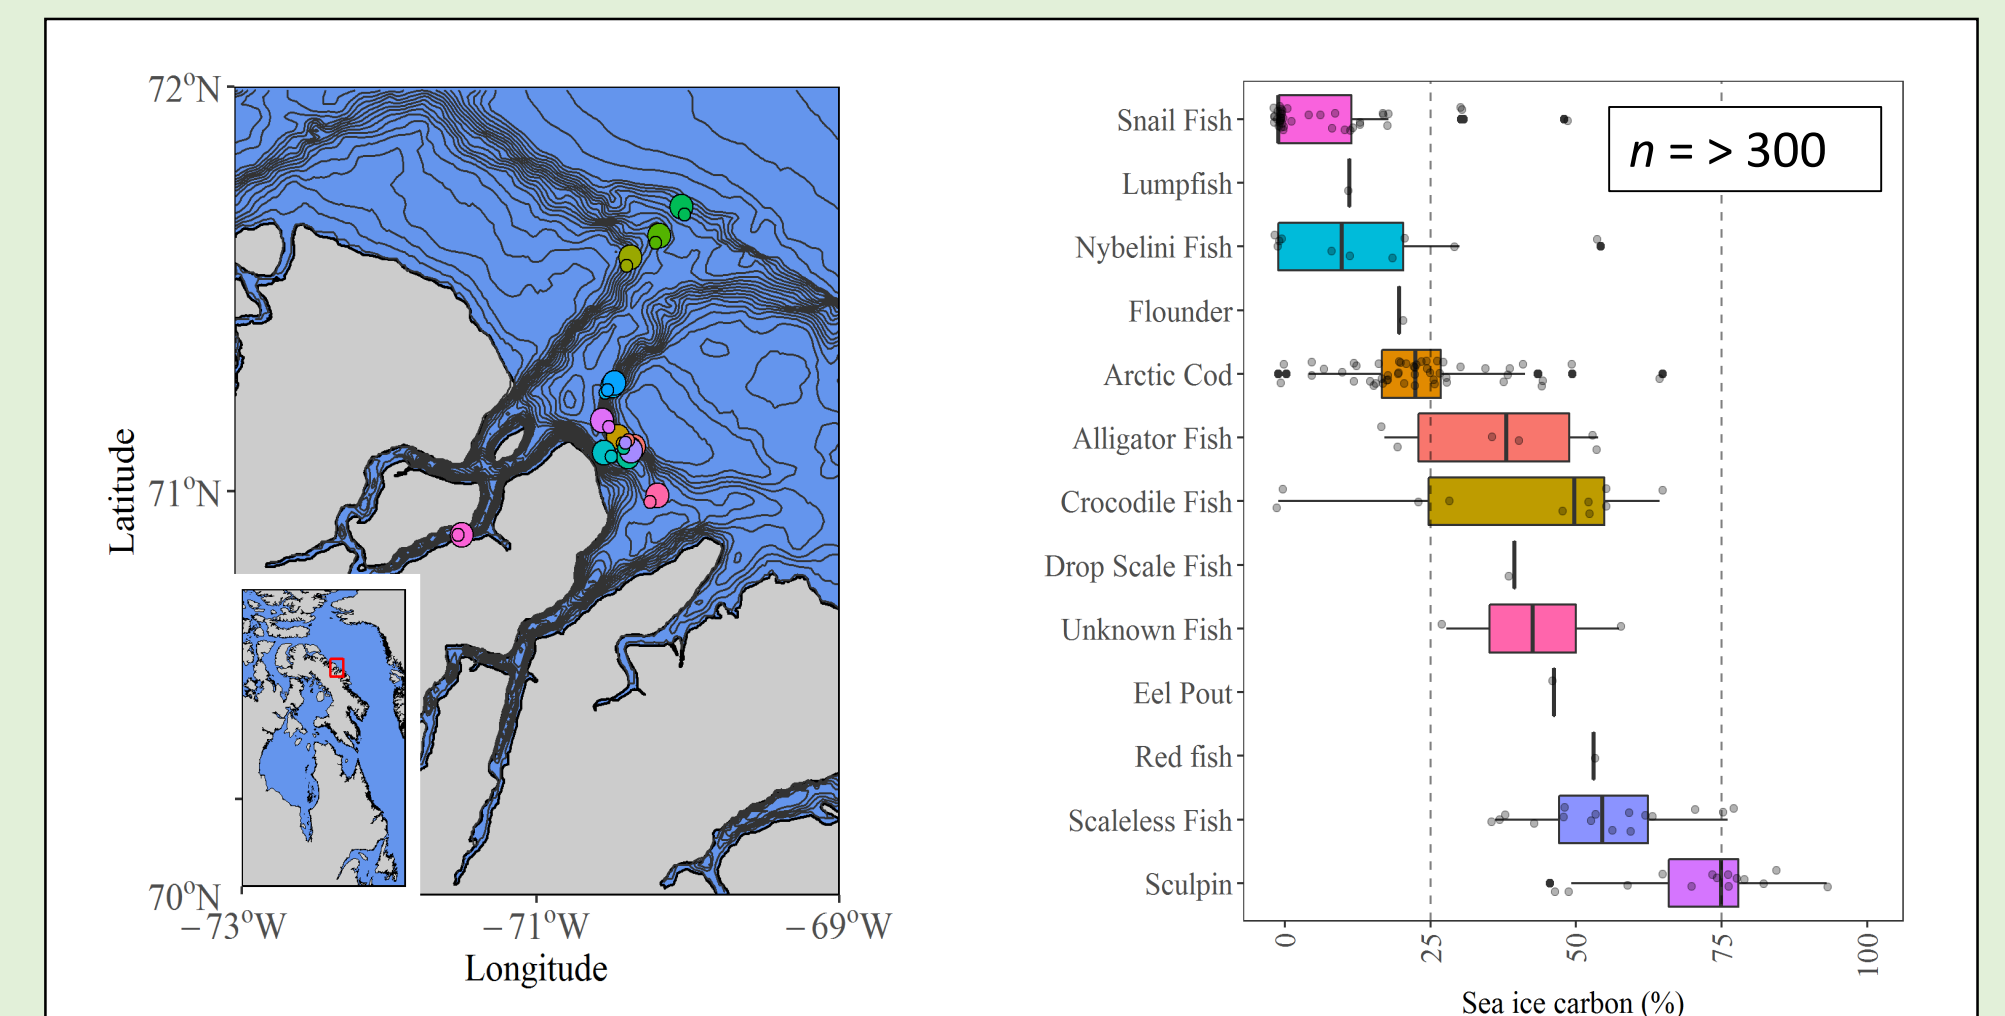 72°N
71°N
70°N
Latitude
−73°W
−71°W
−69°W
Longitude
n = > 300
Snail Fish
Lumpfish
Nybelini Fish
Flounder
Arctic Cod
Alligator Fish
Crocodile Fish
Drop Scale Fish
Unknown Fish
Eel Pout
Red fish
Scaleless Fish
Sculpin
0
25
50
75
100
Sea ice carbon (%)